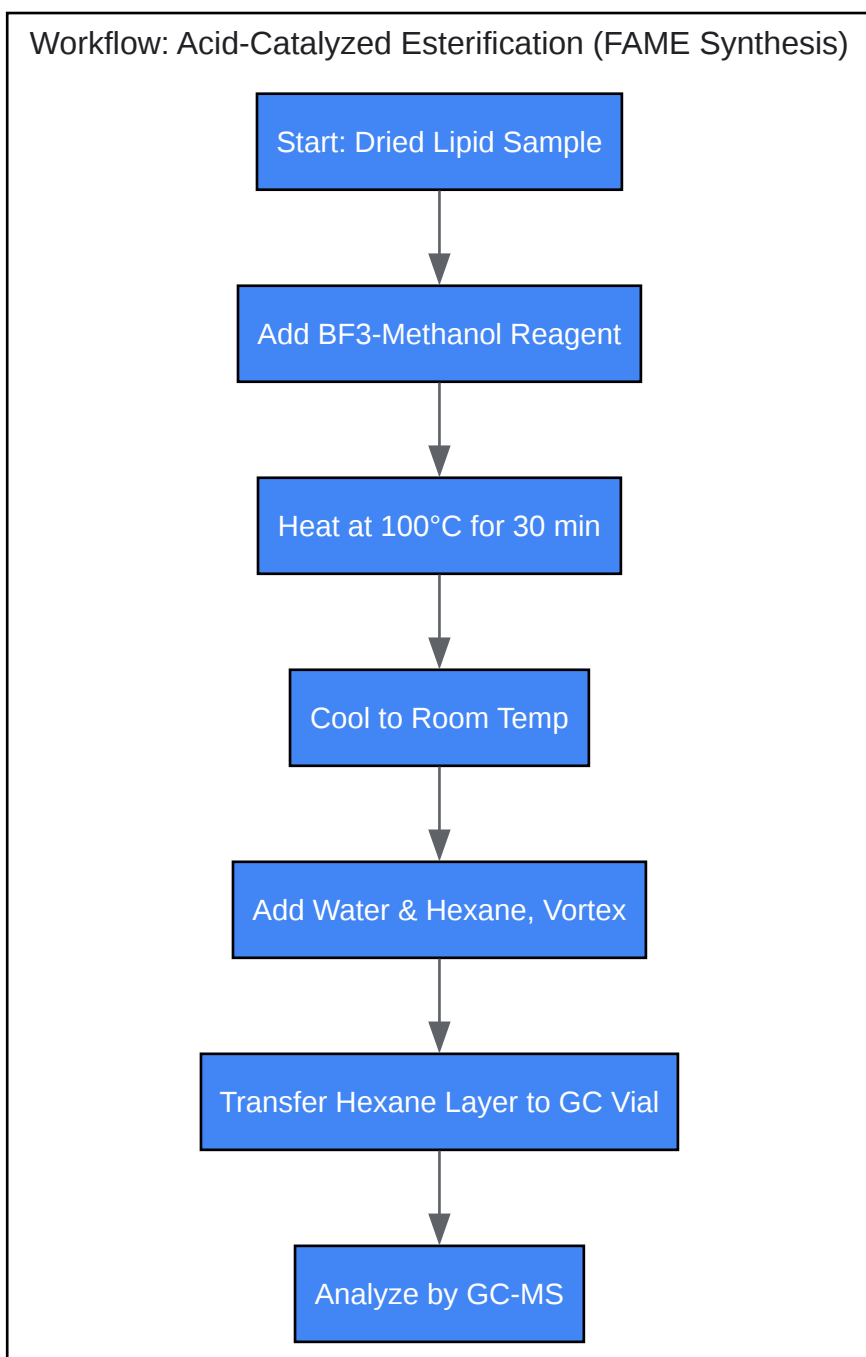 Workflow: Acid-Catalyzed Esterification (FAME Synthesis)
Start: Dried Lipid Sample
Add BF3-Methanol Reagent
Heat at 100°C for 30 min
Cool to Room Temp
Add Water & Hexane, Vortex
Transfer Hexane Layer to GC Vial
Analyze by GC-MS